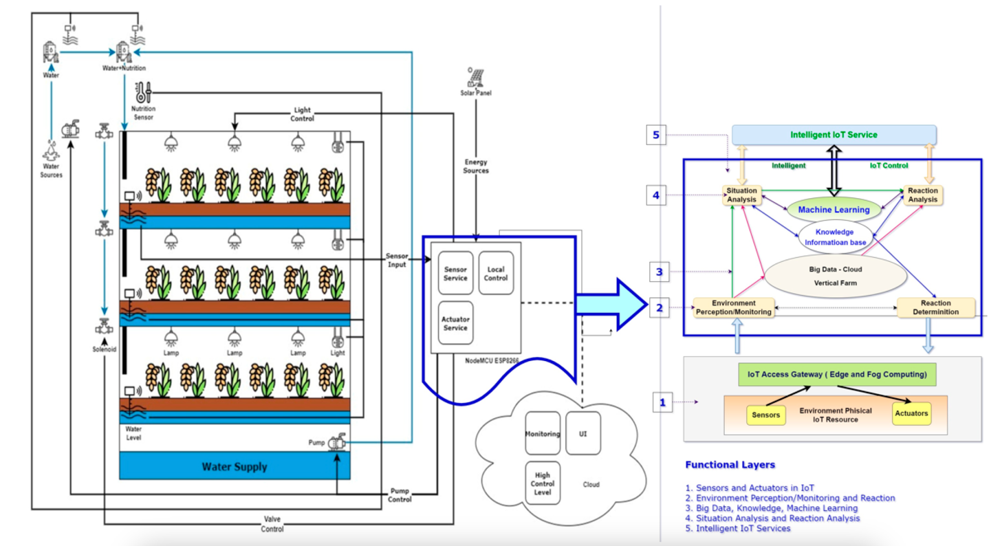 Water
Water+Nutrition
Nutrition
Sensor
Light
Control
Solar Panel
Water
Sources
Energy
Sources
Sensor
Input
Sensor
Service
Local
Control
Actuator
Service
NodeMCU ESP8266
Solenoid
Lamp
Lamp
Lamp
Light
Water
Level
Pump
Water Supply
Pump
Control
Valve
Control
Monitoring
UI
High
Control
Level
Cloud
5
Intelligent IoT Service
Intelligent
IoT Control
4
Situation
Analysis
Reaction
Analysis
Machine Learning
Knowledge
Informatioan base
3
Big Data - Cloud
Vertical Farm
2
Environment
Perception/Monitoring
Reaction
Determinition
IoT Access Gateway ( Edge and Fog Computing)
1
Sensors
Environment Phisical
IoT Resource
Actuators
Functional Layers
1. Sensors and Actuators in IoT
2. Environment Perception/Monitoring and Reaction
3. Big Data, Knowledge, Machine Learning
4. Situation Analysis and Reaction Analysis
5. Intelligent IoT Services